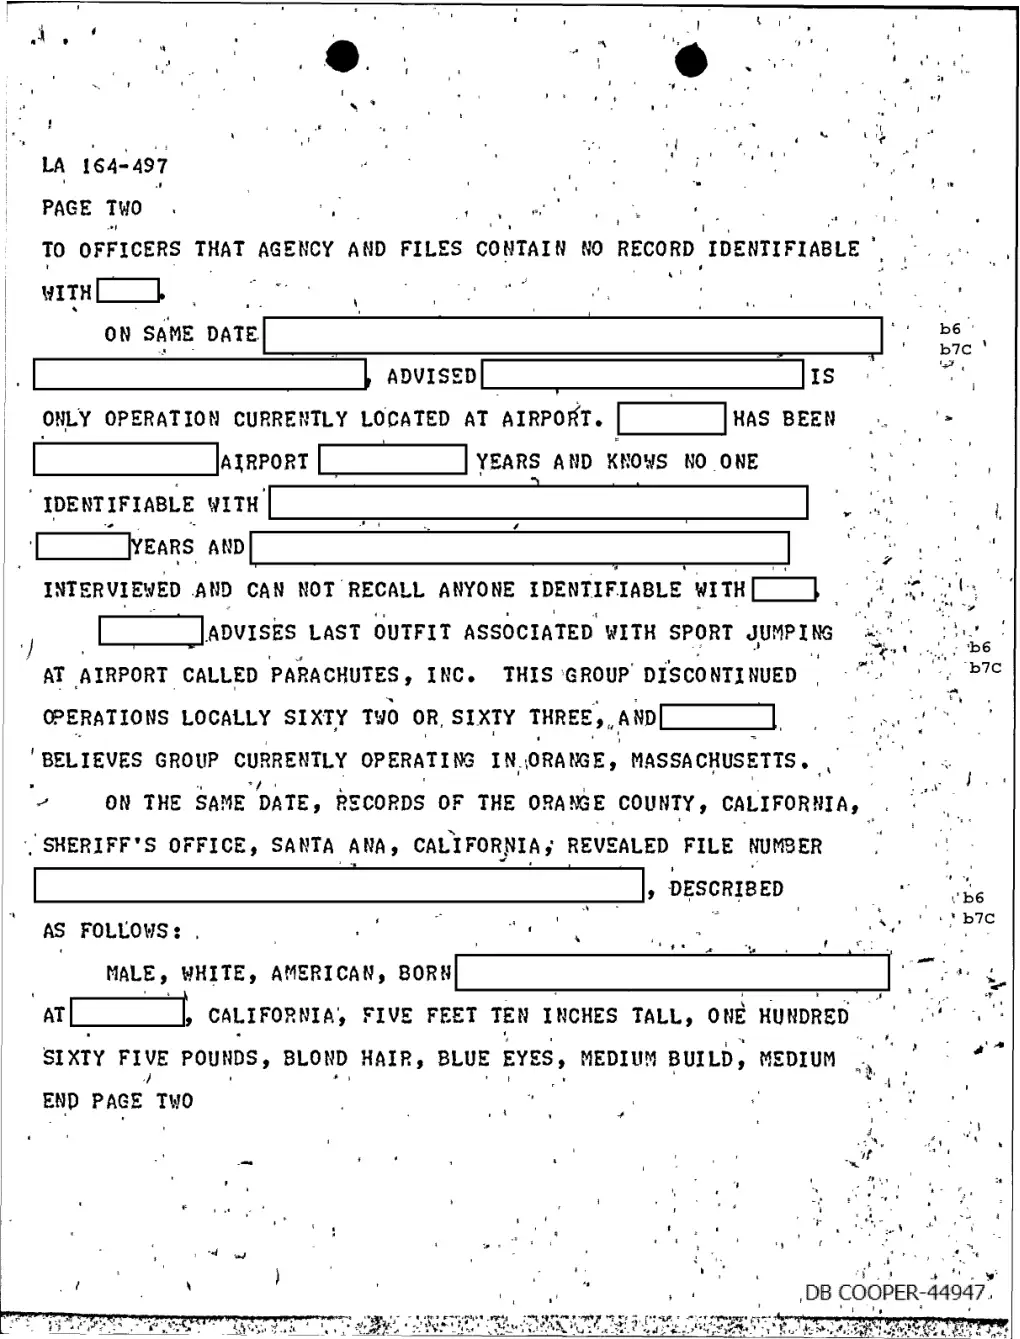 LA 164-497
PAGE TWO
TO OFFICERS THAT AGENCY AND FILES CONTAIN NO RECORD IDENTIFIABLE
WITH .
ON SAME DATE
b6
b7C
, ADVISED IS
ONLY OPERATION CURRENTLY LOCATED AT AIRPORT. HAS BEEN
AIRPORT YEARS AND KNOWS NO ONE
IDENTIFIABLE WITH
YEARS AND
INTERVIEWED AND CAN NOT RECALL ANYONE IDENTIFIABLE WITH .
ADVISES LAST OUTFIT ASSOCIATED WITH SPORT JUMPING
b6
b7C
AT AIRPORT CALLED PARACHUTES, INC. THIS GROUP DISCONTINUED
OPERATIONS LOCALLY SIXTY TWO OR SIXTY THREE, AND
BELIEVES GROUP CURRENTLY OPERATING IN ORANGE, MASSACHUSETTS.
ON THE SAME DATE, RECORDS OF THE ORANGE COUNTY, CALIFORNIA,
SHERIFF'S OFFICE, SANTA ANA, CALIFORNIA, REVEALED FILE NUMBER
, DESCRIBED
b6
b7C
AS FOLLOWS:
MALE, WHITE, AMERICAN, BORN
AT , CALIFORNIA, FIVE FEET TEN INCHES TALL, ONE HUNDRED
SIXTY FIVE POUNDS, BLOND HAIR, BLUE EYES, MEDIUM BUILD, MEDIUM
END PAGE TWO
DB COOPER-44947